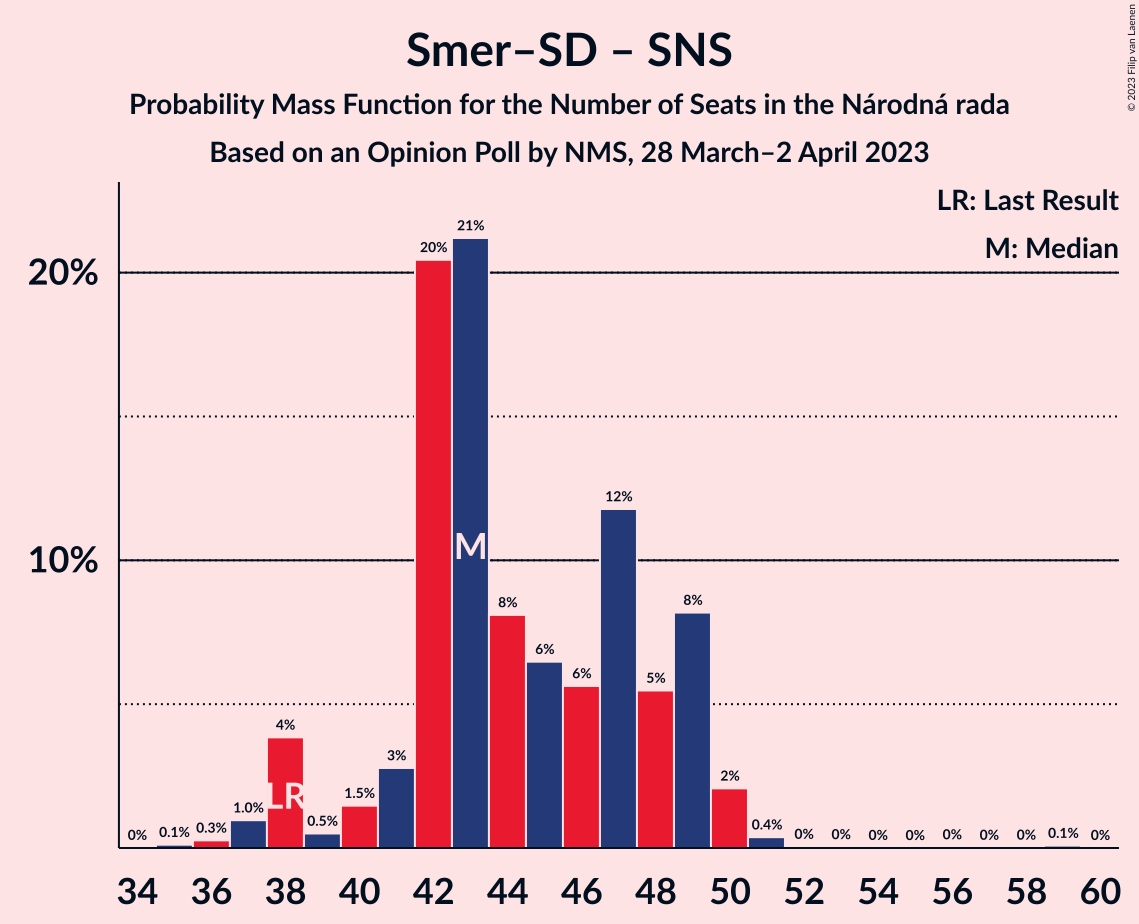 Smer–SD – SNS
Probability Mass Function for the Number of Seats in the Národná rada
Based on an Opinion Poll by NMS, 28 March–2 April 2023
© 2023 Filip van Laenen
LR: Last Result
M: Median
20%
10%
0% 0.1% 0.3% 1.0% 4% 0.5% 1.5% 3% 20% 21% 8% 6% 6% 12% 5% 8% 2% 0.4% 0% 0% 0% 0% 0% 0% 0% 0.1% 0%
LR
M
34 36 38 40 42 44 46 48 50 52 54 56 58 60